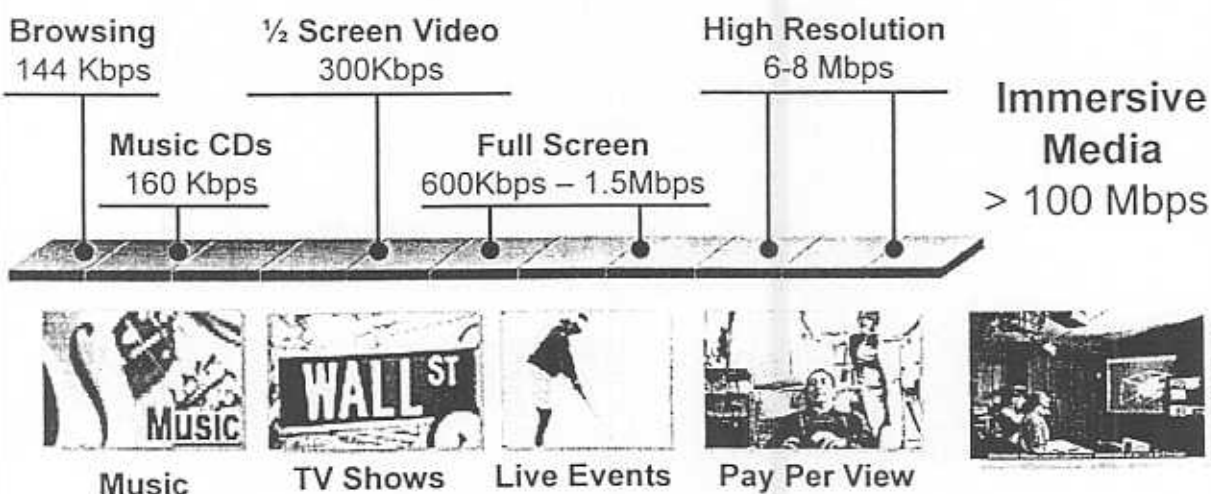 Browsing
144 Kbps
½ Screen Video
300Kbps
High Resolution
6-8 Mbps
Immersive
Media
> 100 Mbps
Music CDs
160 Kbps
Full Screen
600Kbps – 1.5Mbps
Music
WALL ST
Music
TV Shows
Live Events
Pay Per View